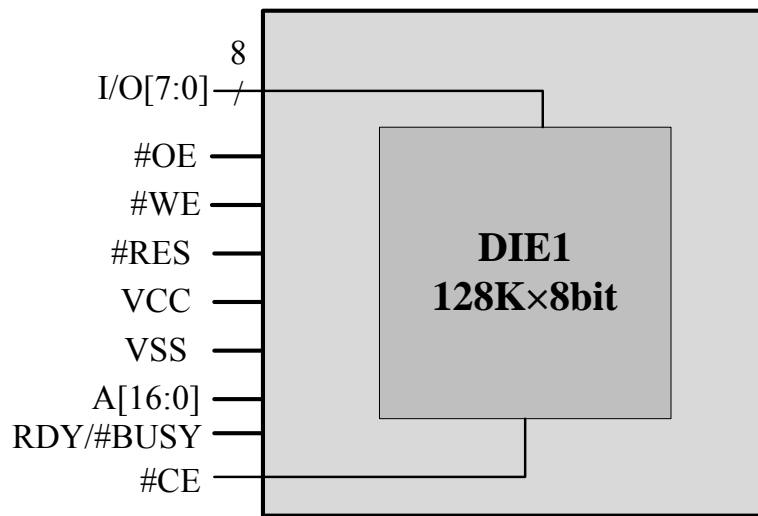 8
I/O[7:0]
#OE
#WE
#RES
VCC
VSS
A[16:0]
RDY/#BUSY
#CE
DIE1
128K×8bit